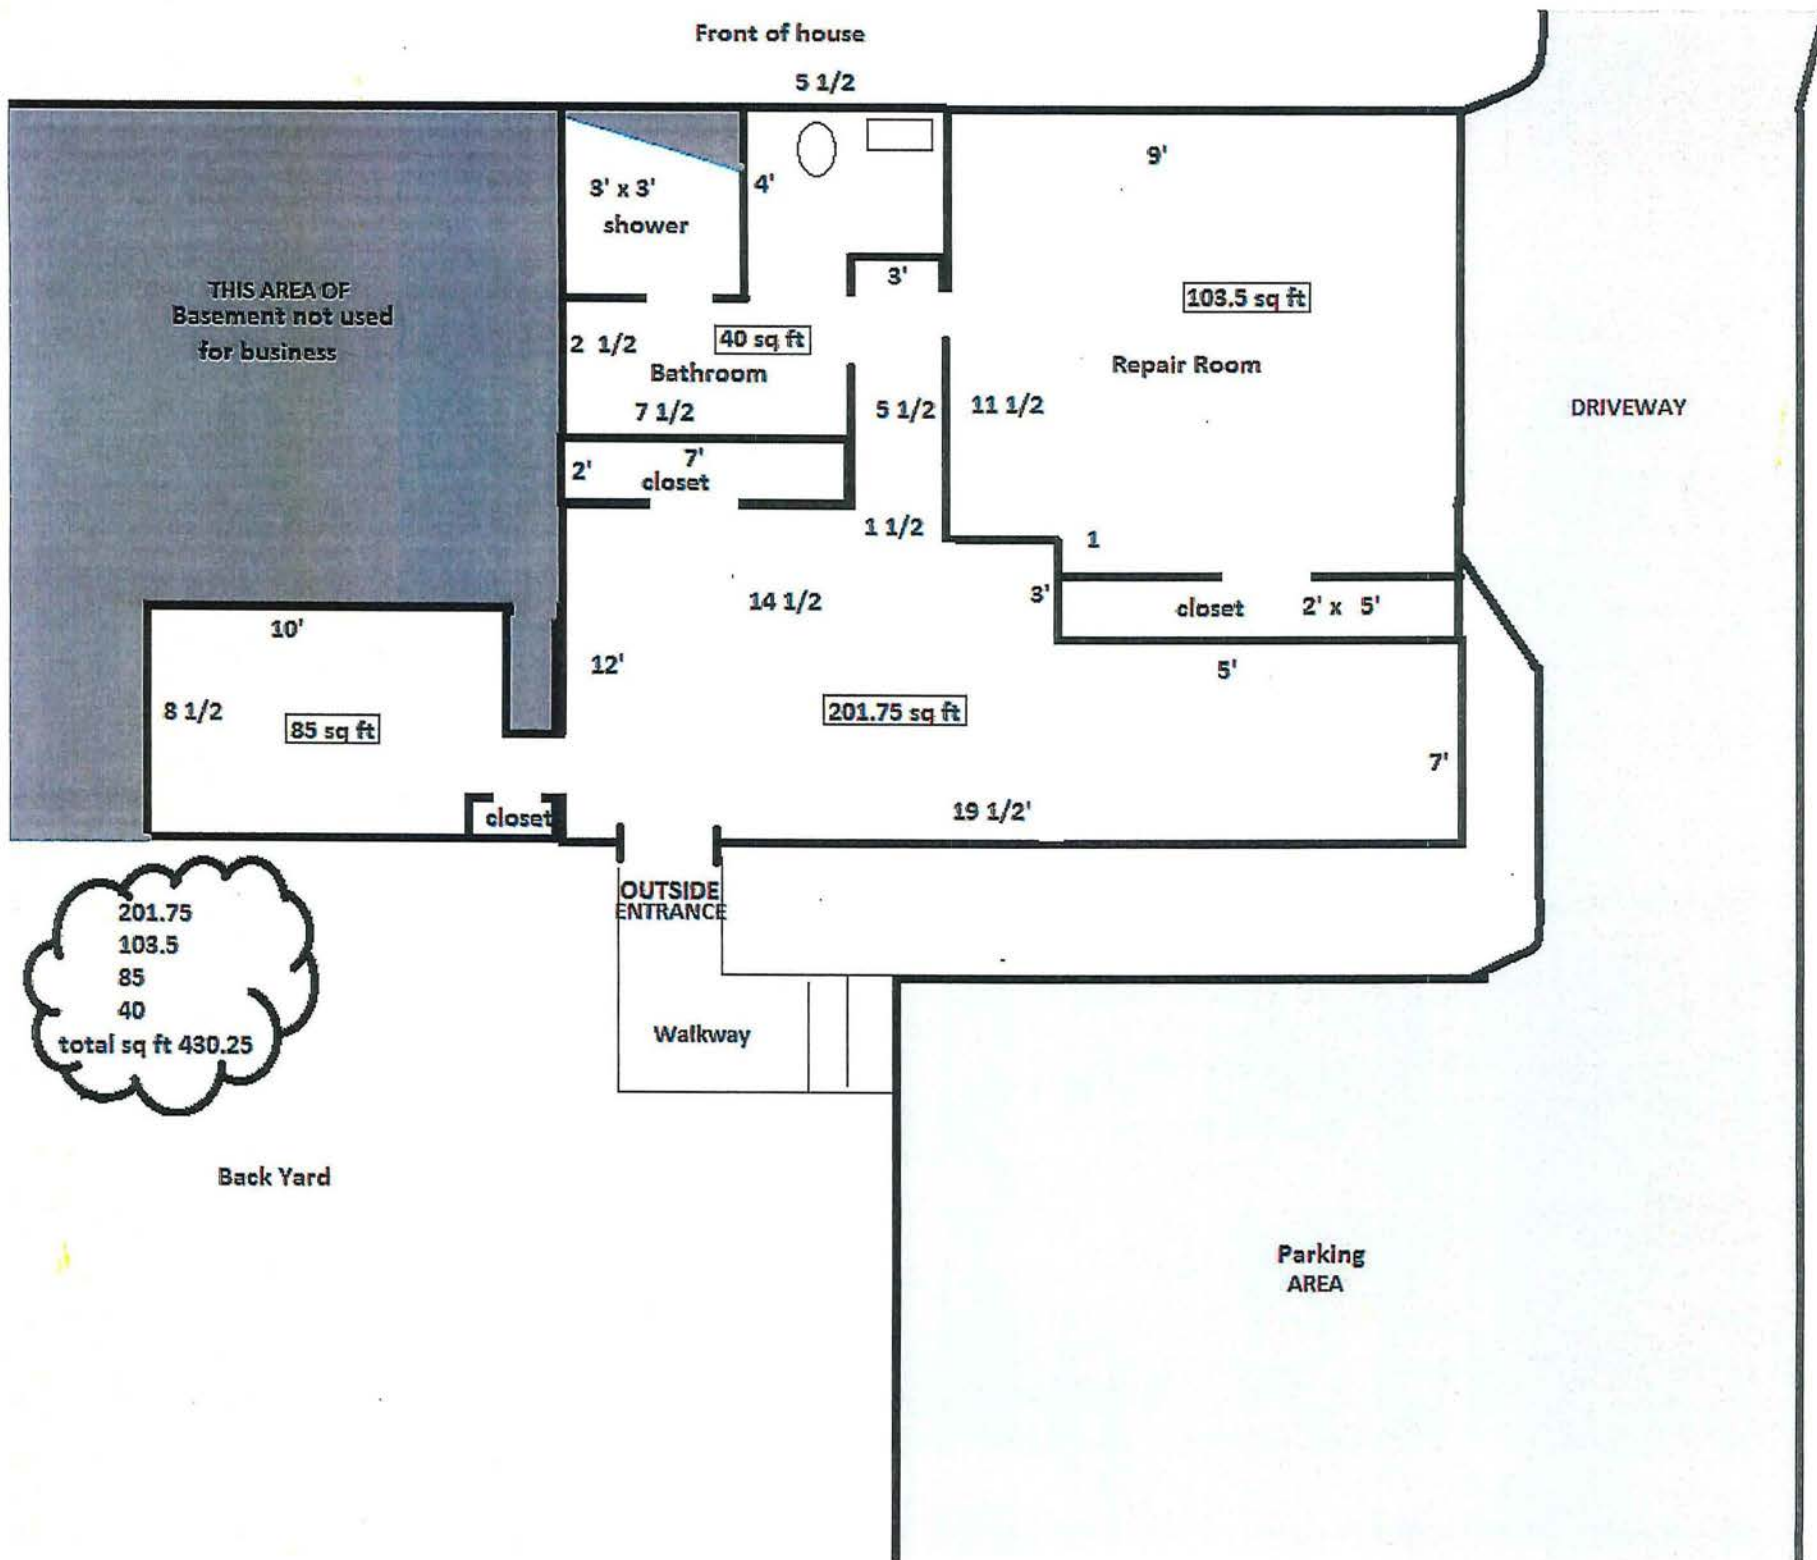 Front of house
5 1/2
9'
3' x 3'
shower
4'
3'
THIS AREA OF
Basement not used
for business
103.5 sq ft
2 1/2
40 sq ft
Bathroom
7 1/2
5 1/2
11 1/2
Repair Room
DRIVEWAY
2'
7'
closet
1 1/2
1
14 1/2
3'
closet
2' x 5'
10'
12'
5'
8 1/2
85 sq ft
201.75 sq ft
7'
closet
19 1/2'
OUTSIDE
ENTRANCE
201.75
103.5
85
40
total sq ft 430.25
Walkway
Back Yard
Parking
AREA